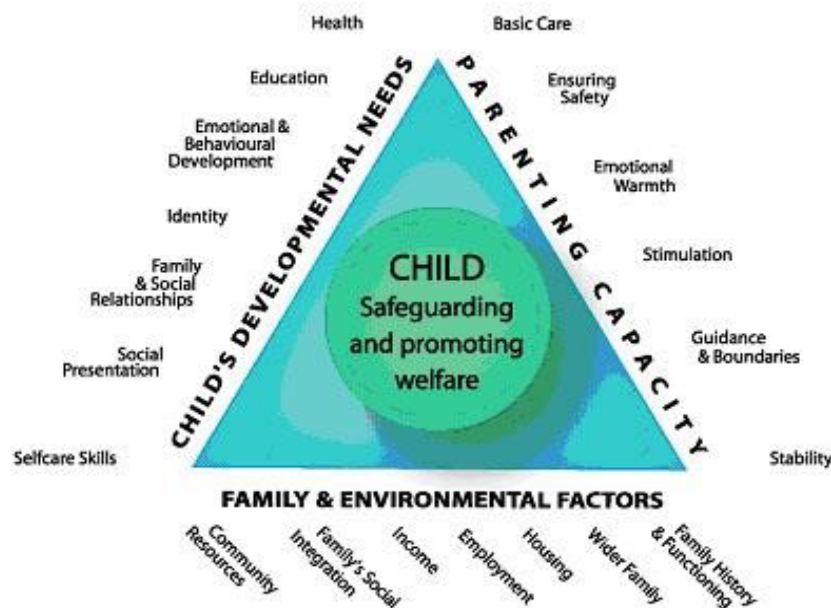 Health
Education
Emotional &
Behavioural
Development
Identity
Family
& Social
Relationships
Social
Presentation
Selfcare Skills
CHILD'S DEVELOPMENTAL NEEDS
CHILD
Safeguarding
and promoting
welfare
PARENTING CAPACITY
Basic Care
Ensuring
Safety
Emotional
Warmth
Stimulation
Guidance
& Boundaries
Stability
FAMILY & ENVIRONMENTAL FACTORS
Community
Resources
Family's Social
Integration
Income
Employment
Housing
Wider Family
Family History
& Functioning